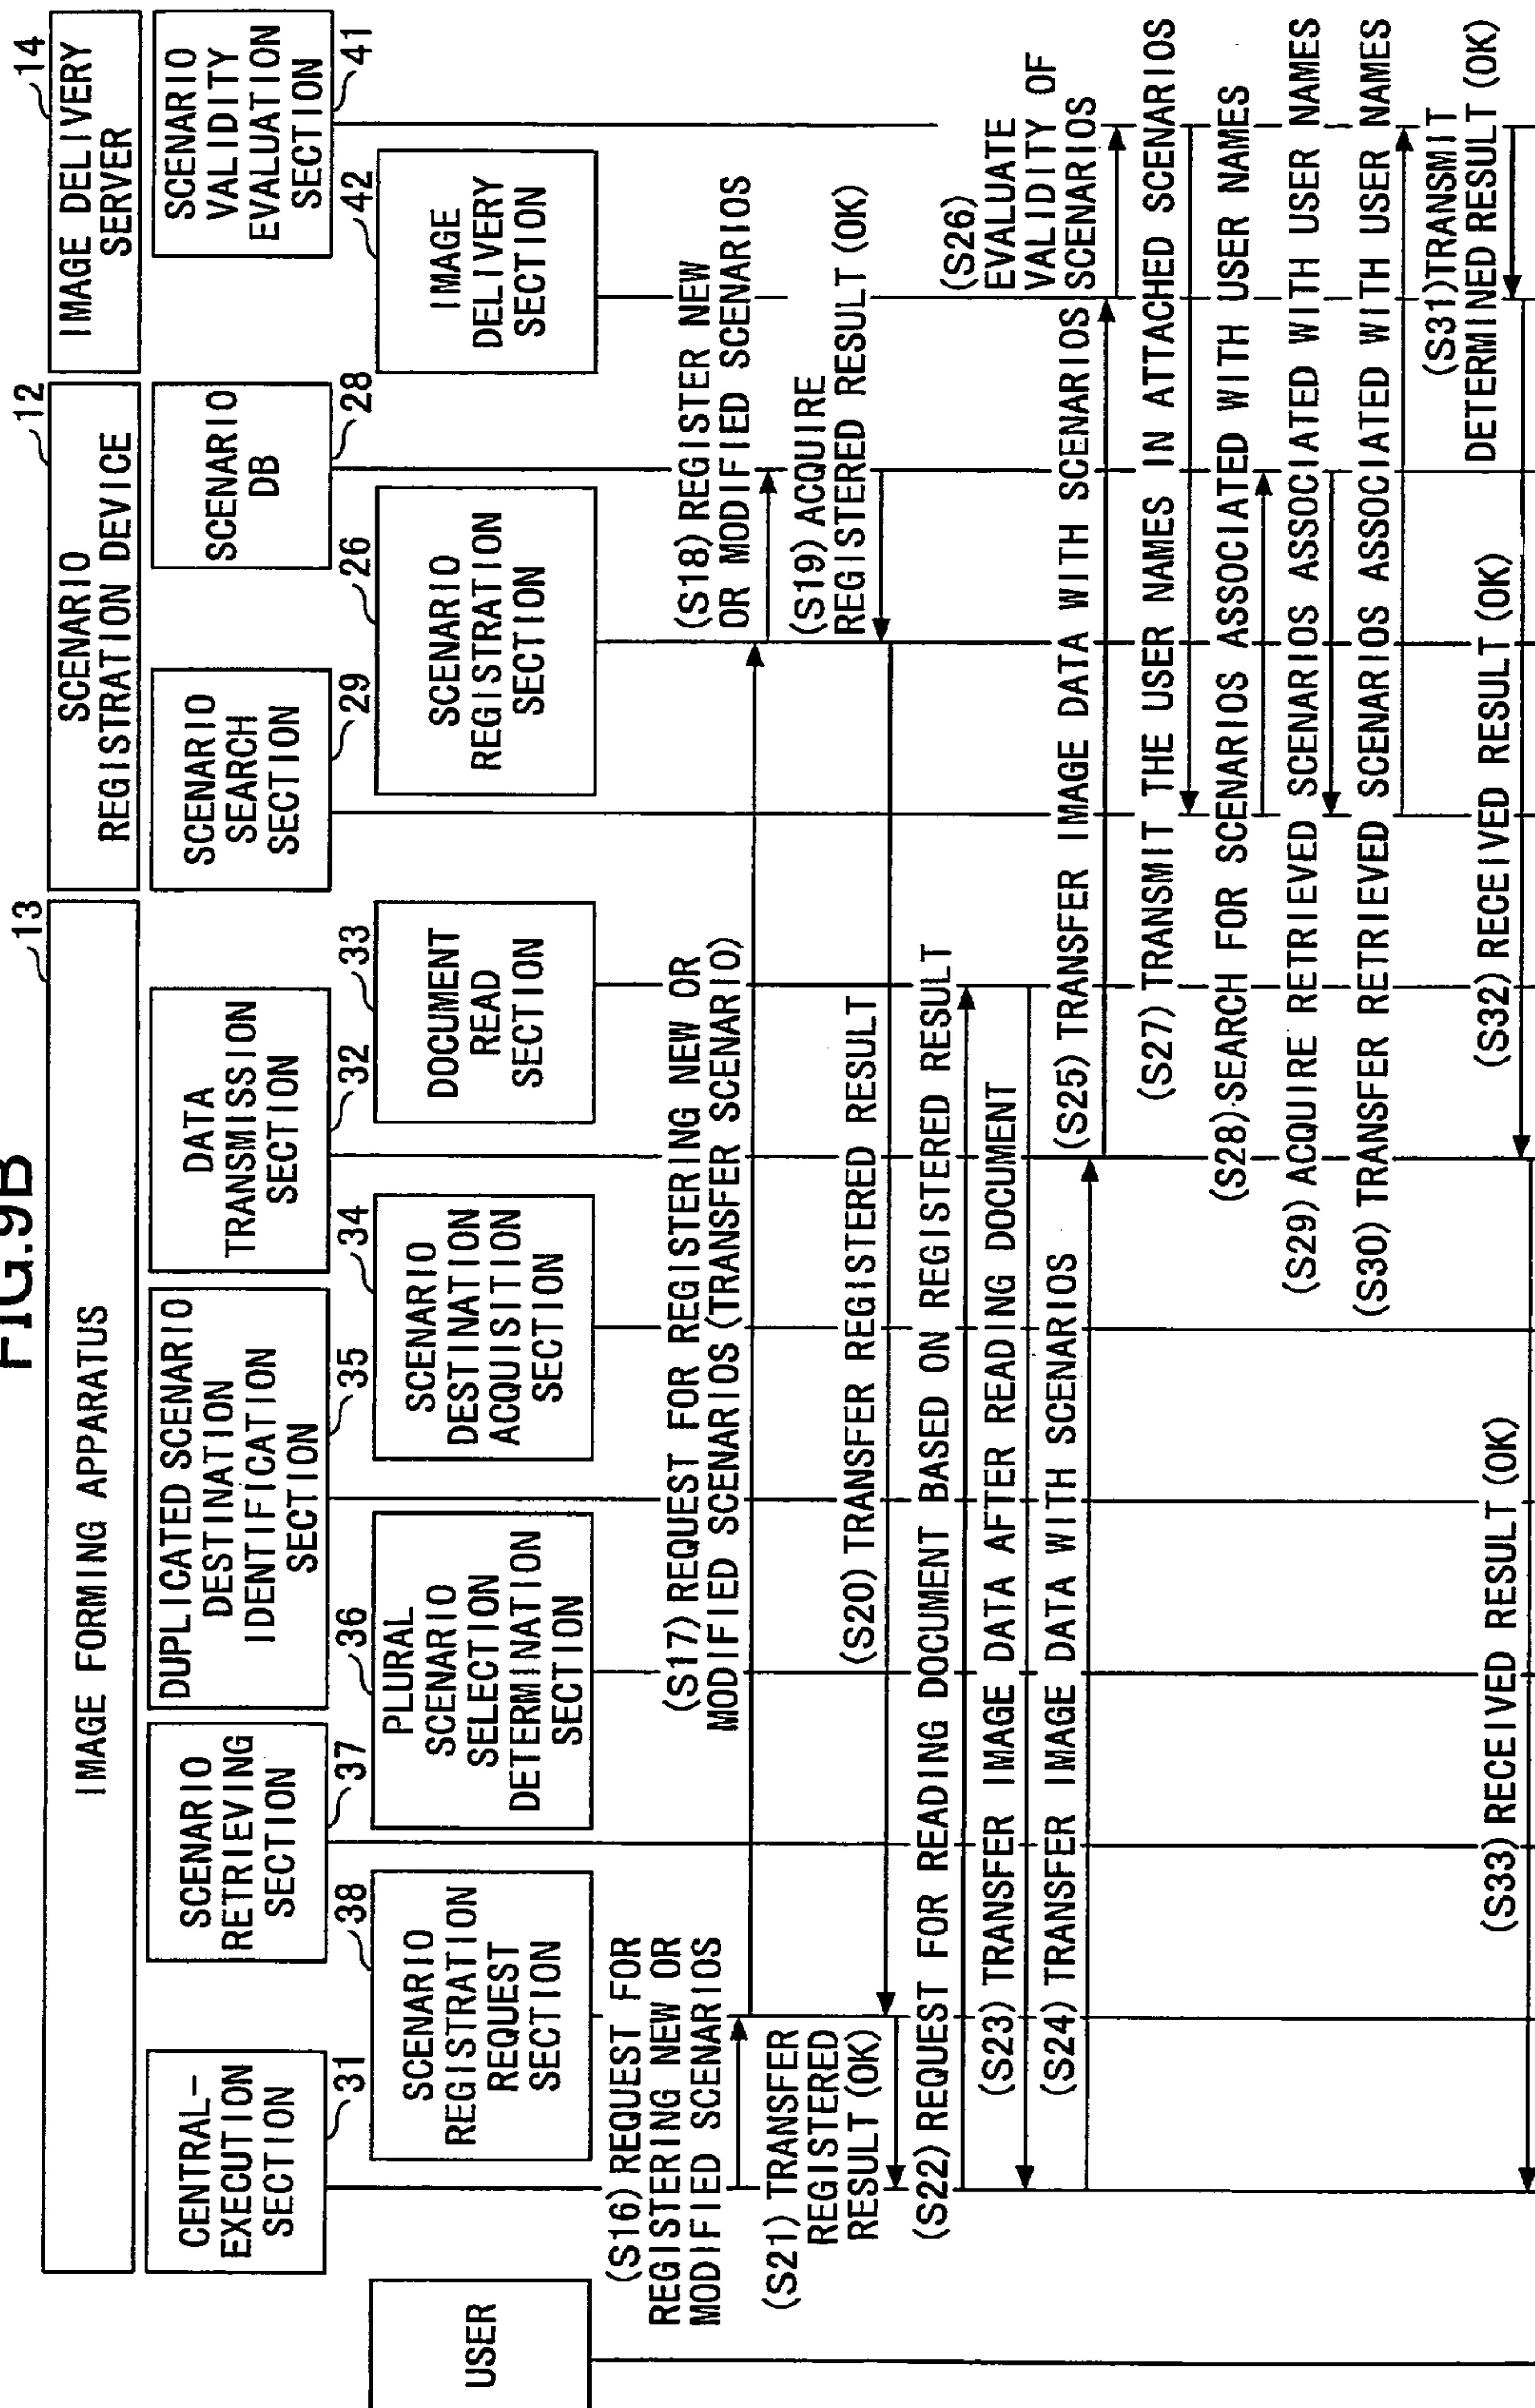 FIG.9B
13
IMAGE FORMING APPARATUS
12
SCENARIO
REGISTRATION DEVICE
14
IMAGE DELIVERY
SERVER
CENTRAL-
EXECUTION
SECTION
31
SCENARIO
RETRIEVING
SECTION
37
DUPLICATED SCENARIO
DESTINATION
IDENTIFICATION
SECTION
35
DATA
TRANSMISSION
SECTION
32
SCENARIO
SEARCH
SECTION
29
SCENARIO
DB
28
SCENARIO
VALIDITY
EVALUATION
SECTION
41
USER
38
SCENARIO
REGISTRATION
REQUEST
SECTION
36
PLURAL
SCENARIO
SELECTION
DETERMINATION
SECTION
34
SCENARIO
DESTINATION
ACQUISITION
SECTION
33
DOCUMENT
READ
SECTION
26
SCENARIO
REGISTRATION
SECTION
42
IMAGE
DELIVERY
SECTION
(S16) REQUEST FOR
REGISTERING NEW OR
MODIFIED SCENARIOS
(S17) REQUEST FOR REGISTERING NEW OR
MODIFIED SCENARIOS (TRANSFER SCENARIO)
(S18) REGISTER NEW
OR MODIFIED SCENARIOS
(S19) ACQUIRE
REGISTERED RESULT (OK)
(S20) TRANSFER REGISTERED RESULT
(S21) TRANSFER
REGISTERED
RESULT (OK)
(S22) REQUEST FOR READING DOCUMENT BASED ON REGISTERED RESULT
(S23) TRANSFER IMAGE DATA AFTER READING DOCUMENT
(S24) TRANSFER IMAGE DATA WITH SCENARIOS
(S25) TRANSFER IMAGE DATA WITH SCENARIOS
(S26)
EVALUATE
VALIDITY OF
SCENARIOS
(S27) TRANSMIT THE USER NAMES IN ATTACHED SCENARIOS
(S28) SEARCH FOR SCENARIOS ASSOCIATED WITH USER NAMES
(S29) ACQUIRE RETRIEVED SCENARIOS ASSOCIATED WITH USER NAMES
(S30) TRANSFER RETRIEVED SCENARIOS ASSOCIATED WITH USER NAMES
(S31) TRANSMIT
DETERMINED RESULT (OK)
(S32) RECEIVED RESULT (OK)
(S33) RECEIVED RESULT (OK)